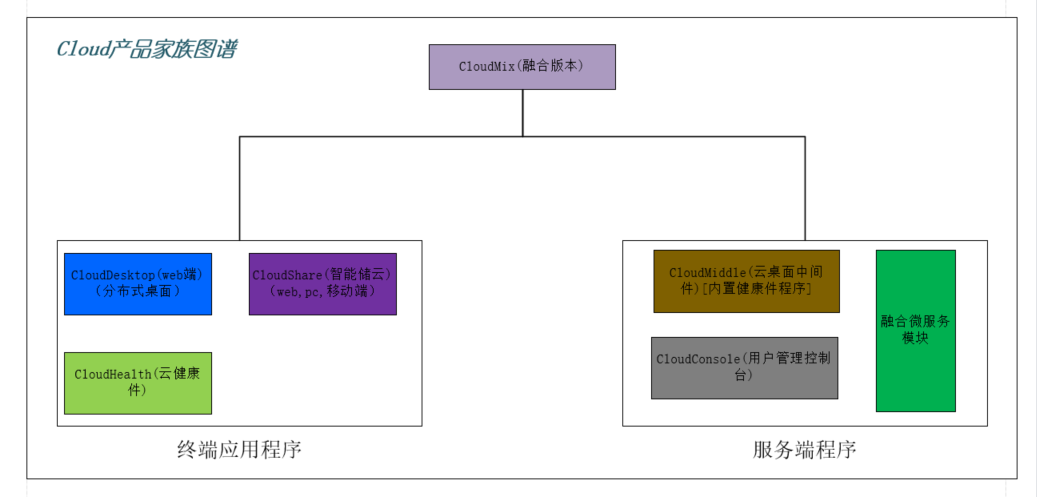 Cloud产品家族图谱
CloudMix(融合版本)
CloudDesktop(web端)
(分布式桌面)
CloudShare(智能储云)
(web,pc,移动端)
CloudHealth(云健康
件)
终端应用程序
CloudMiddle(云桌面中间
件)[内置健康件程序]
CloudConsole(用户管理控制
台)
融合微服务
模块
服务端程序